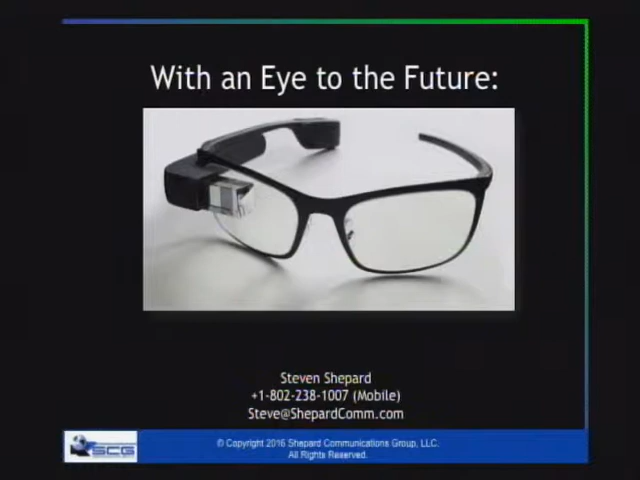 With an Eye to the Future:
Steven Shepard
+1-802-238-1007 (Mobile)
Steve@ShepardComm.com
SCG
© Copyright 2016 Shepard Communications Group, LLC.
All Rights Reserved.